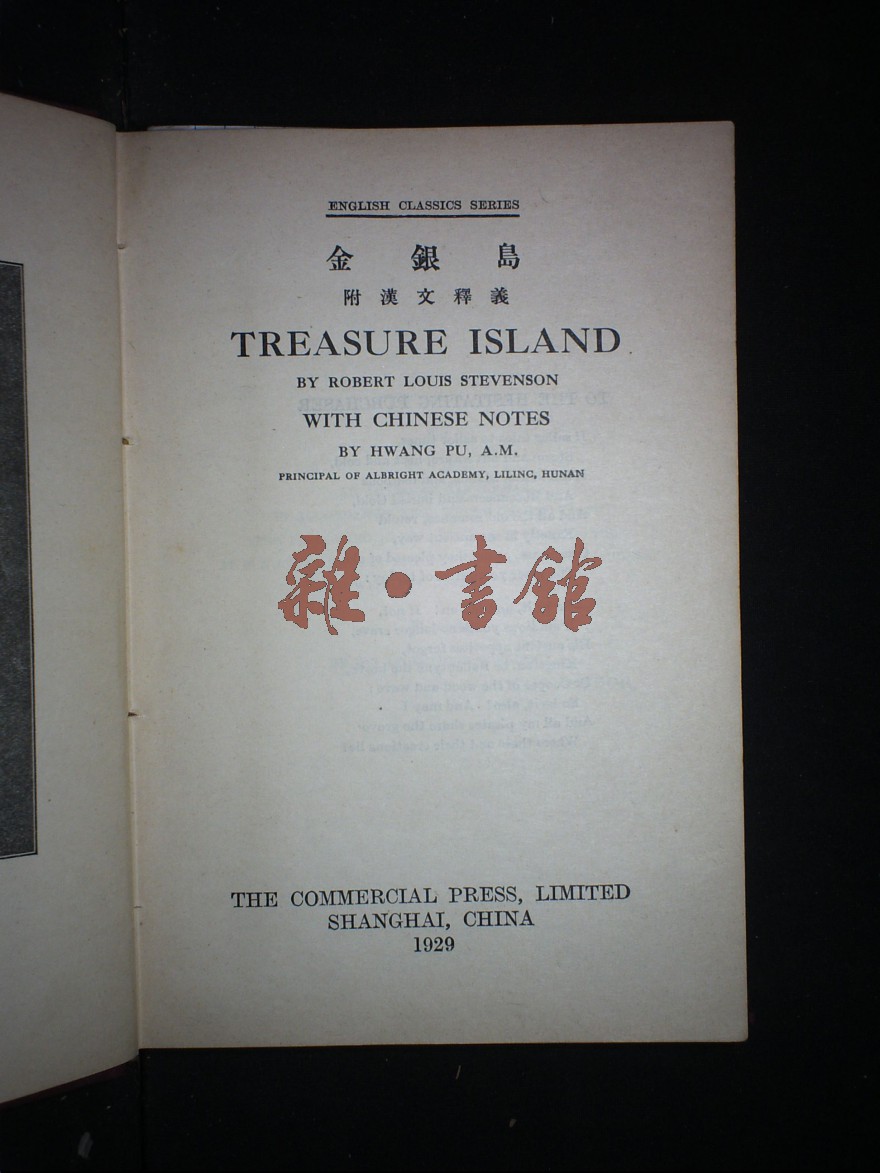 ENGLISH CLASSICS SERIES
金銀島
附漢文釋義
TREASURE ISLAND
BY ROBERT LOUIS STEVENSON
WITH CHINESE NOTES
BY HWANG PU, A.M.
PRINCIPAL OF ALBRIGHT ACADEMY, LILINC, HUNAN
雜·書館
THE COMMERCIAL PRESS, LIMITED
SHANGHAI, CHINA
1929